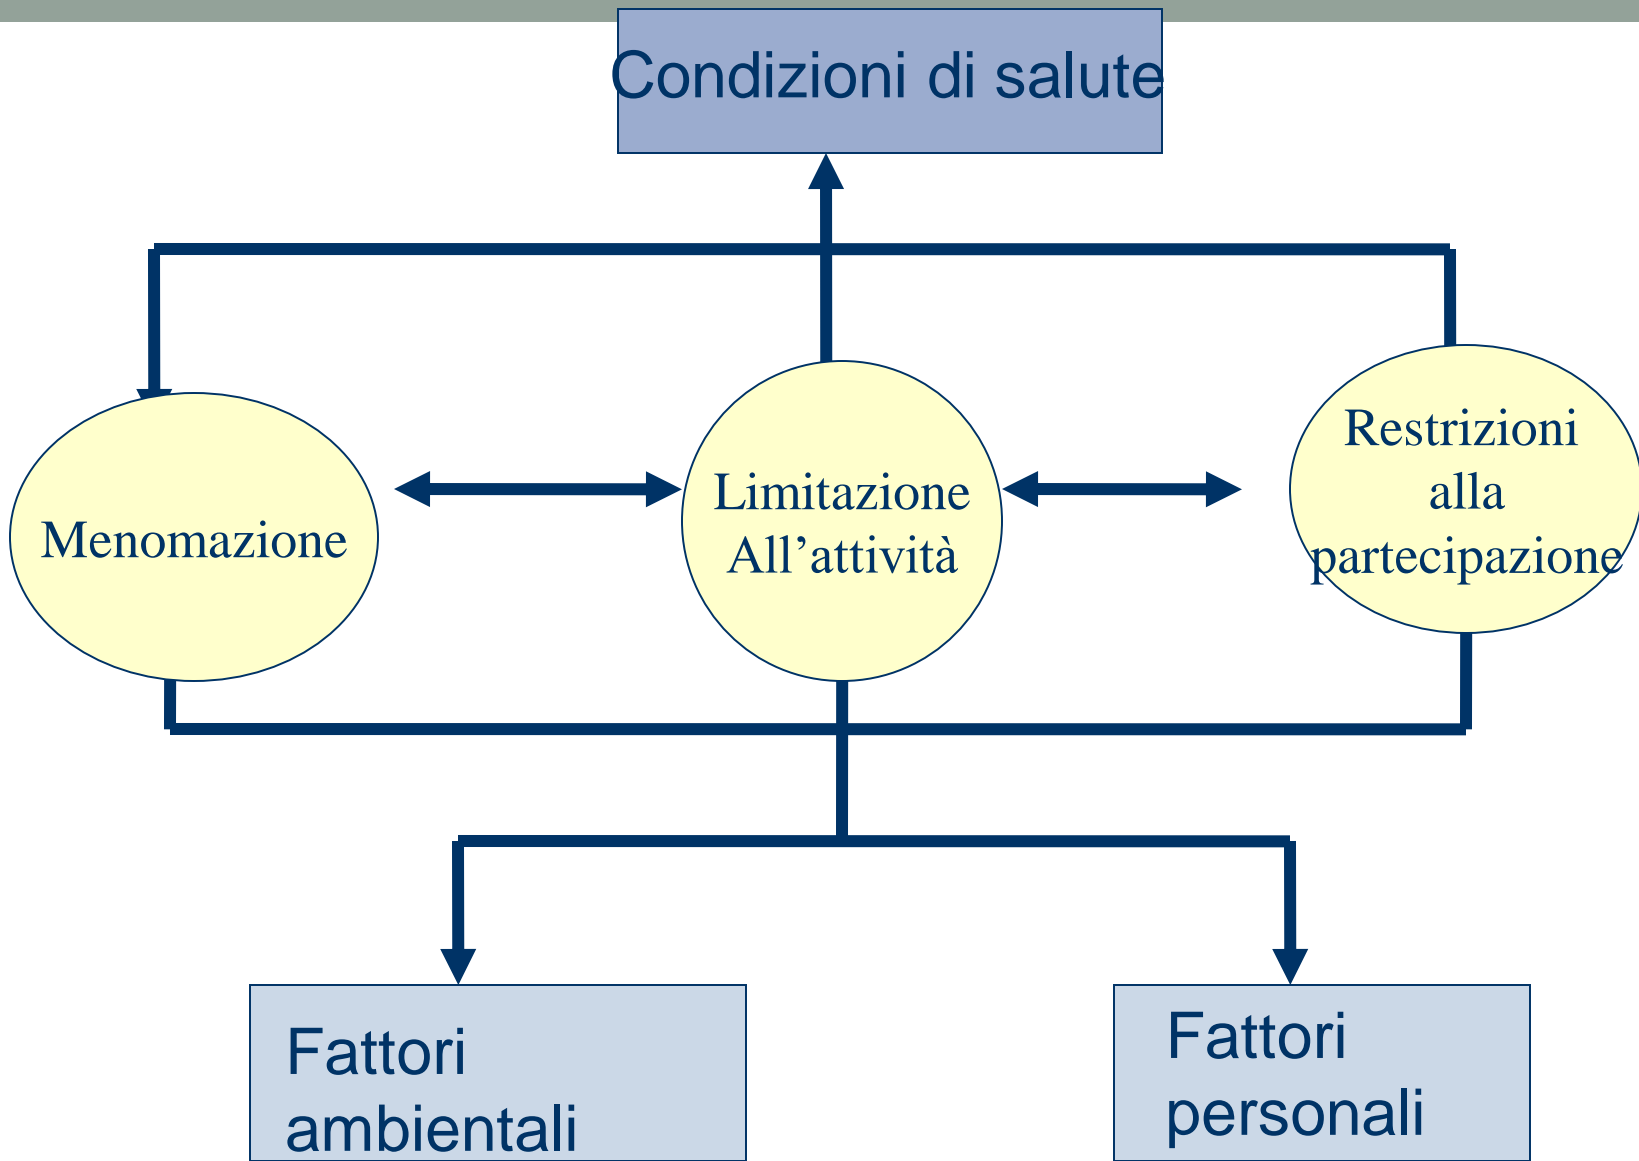 Condizioni di salute
Menomazione
Limitazione
All’attività
Restrizioni
alla
partecipazione
Fattori
ambientali
Fattori
personali